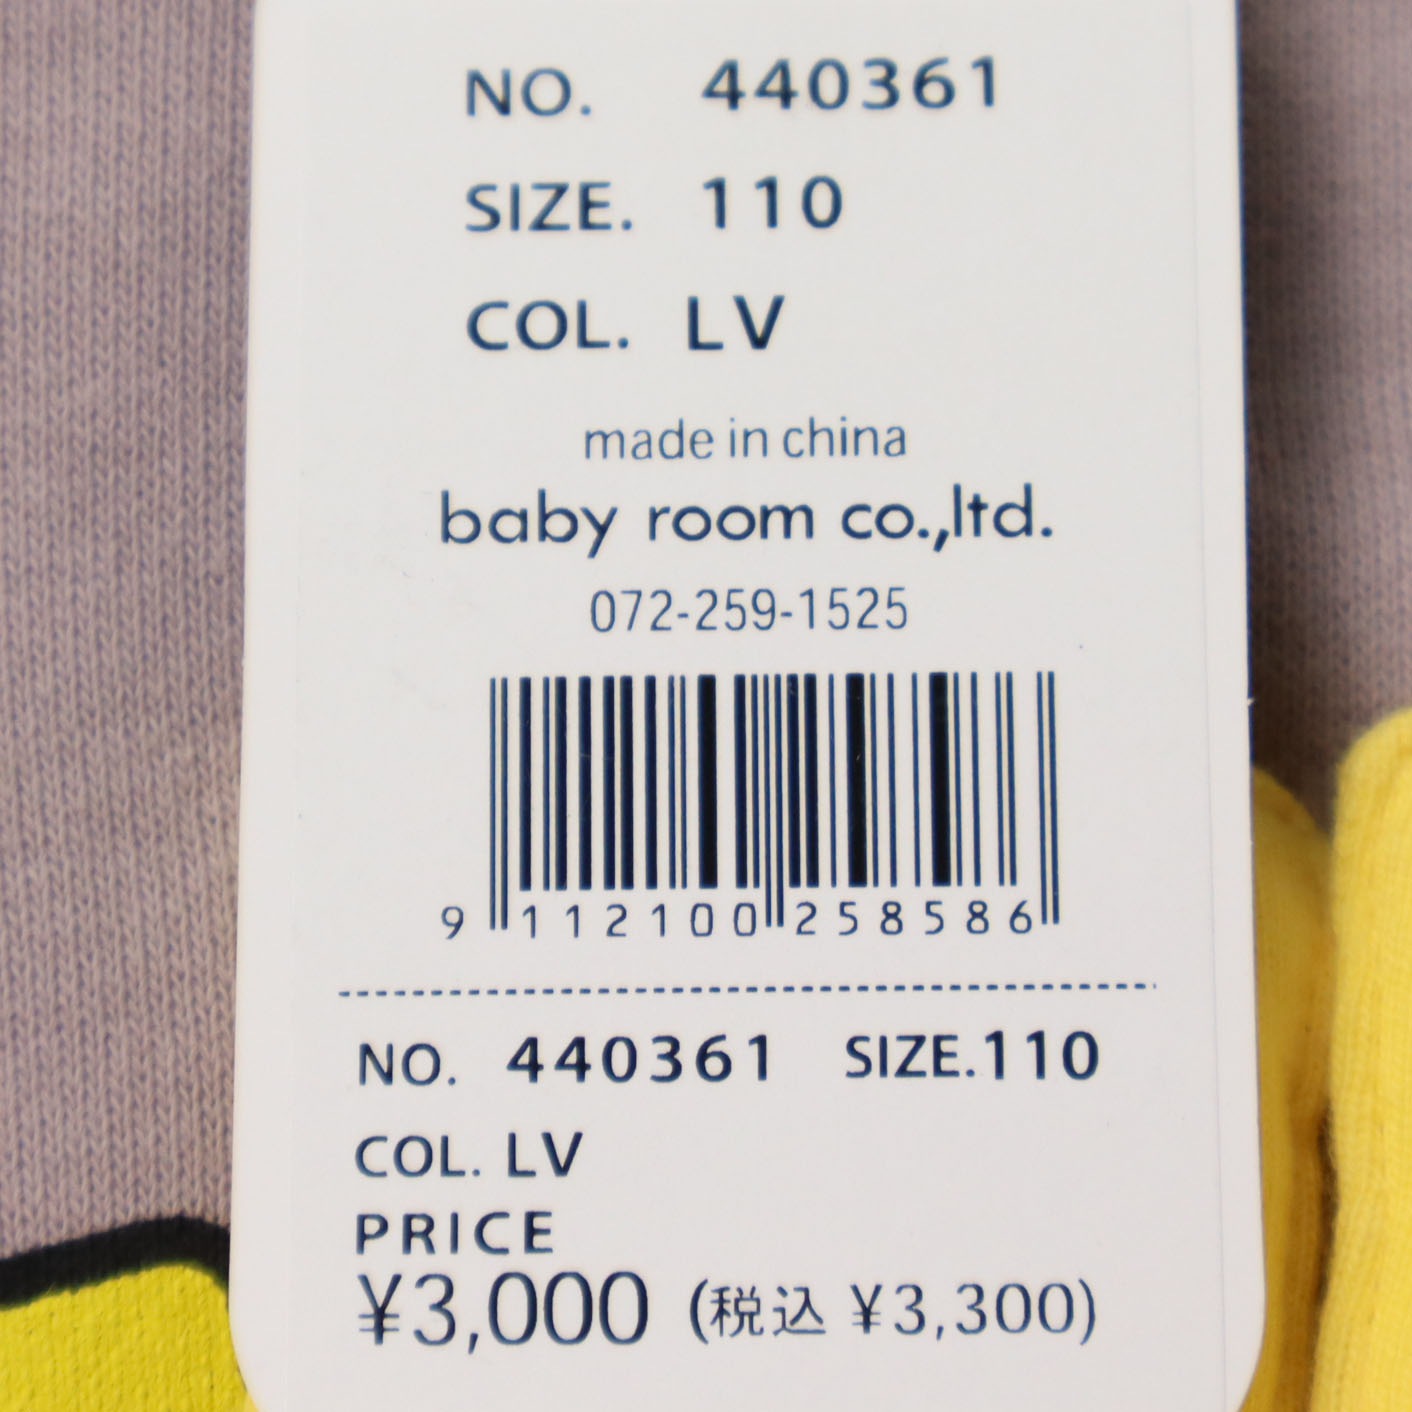 NO. 440361
SIZE. 110
COL. LV
made in china
baby room co.,ltd.
072-259-1525
9 112100 258586
NO. 440361 SIZE.110
COL. LV
PRICE
¥3,000 (税込 ¥3,300)